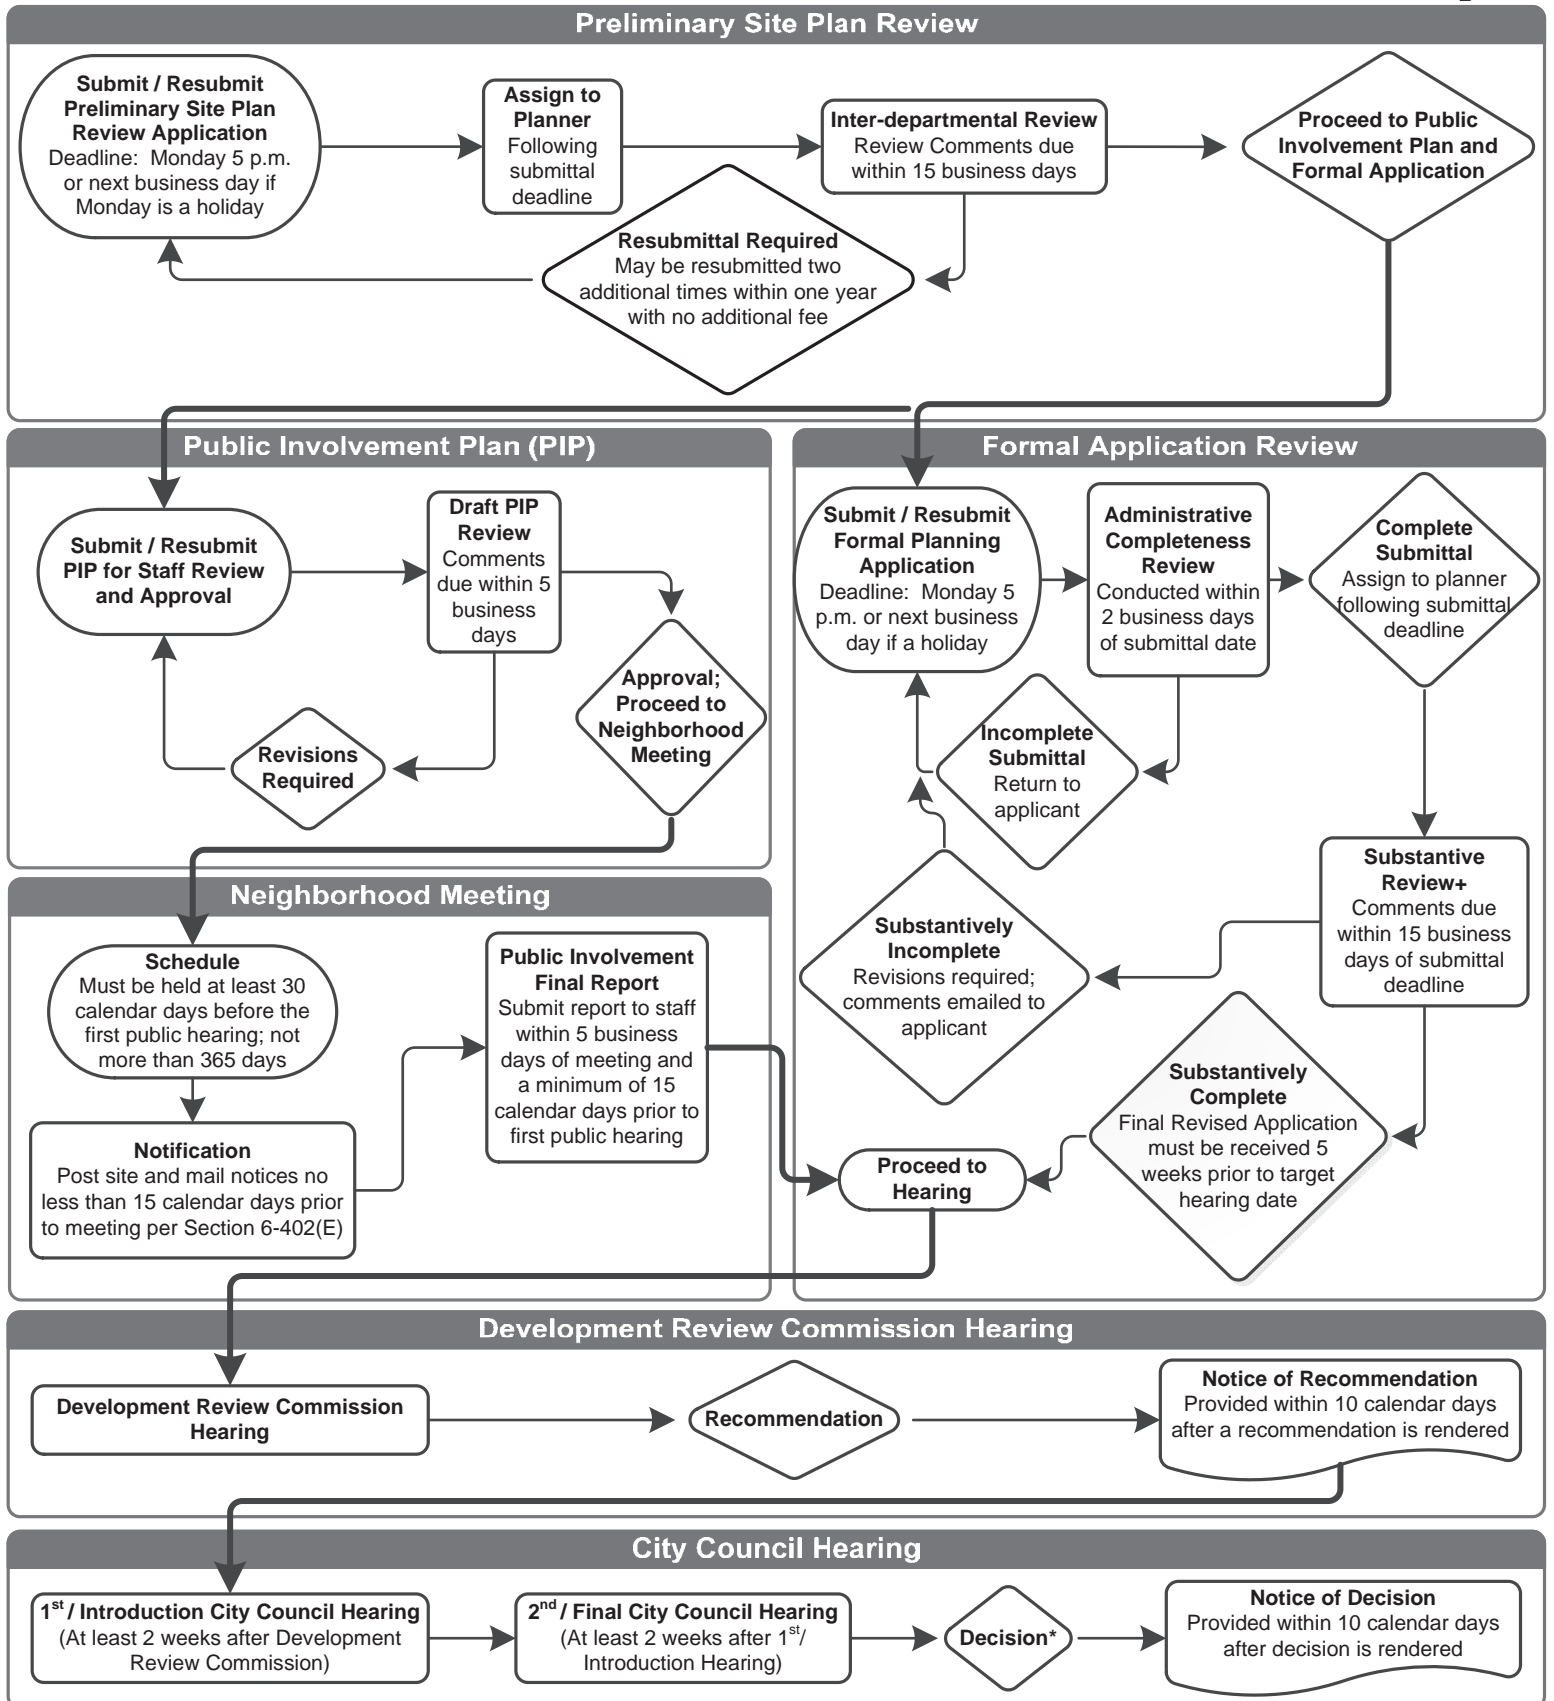 Preliminary Site Plan Review
Submit / Resubmit
Preliminary Site Plan
Review Application
Deadline: Monday 5 p.m.
or next business day if
Monday is a holiday
Assign to
Planner
Following
submittal
deadline
Inter-departmental Review
Review Comments due
within 15 business days
Proceed to Public
Involvement Plan and
Formal Application
Resubmittal Required
May be resubmitted two
additional times within one year
with no additional fee
Public Involvement Plan (PIP)
Submit / Resubmit
PIP for Staff Review
and Approval
Draft PIP
Review
Comments
due within 5
business
days
Approval;
Proceed to
Neighborhood
Meeting
Revisions
Required
Formal Application Review
Submit / Resubmit
Formal Planning
Application
Deadline: Monday 5
p.m. or next business
day if a holiday
Administrative
Completeness
Review
Conducted within
2 business days
of submittal date
Complete
Submittal
Assign to planner
following submittal
deadline
Incomplete
Submittal
Return to
applicant
Substantive
Review+
Comments due
within 15 business
days of submittal
deadline
Substantively
Incomplete
Revisions required;
comments emailed to
applicant
Substantively
Complete
Final Revised Application
must be received 5
weeks prior to target
hearing date
Proceed to
Hearing
Neighborhood Meeting
Schedule
Must be held at least 30
calendar days before the
first public hearing; not
more than 365 days
Notification
Post site and mail notices no
less than 15 calendar days prior
to meeting per Section 6-402(E)
Public Involvement
Final Report
Submit report to staff
within 5 business
days of meeting and
a minimum of 15
calendar days prior to
first public hearing
Development Review Commission Hearing
Development Review Commission
Hearing
Recommendation
Notice of Recommendation
Provided within 10 calendar days
after a recommendation is rendered
City Council Hearing
1st / Introduction City Council Hearing
(At least 2 weeks after Development
Review Commission)
2nd / Final City Council Hearing
(At least 2 weeks after 1st/
Introduction Hearing)
Decision*
Notice of Decision
Provided within 10 calendar days
after decision is rendered